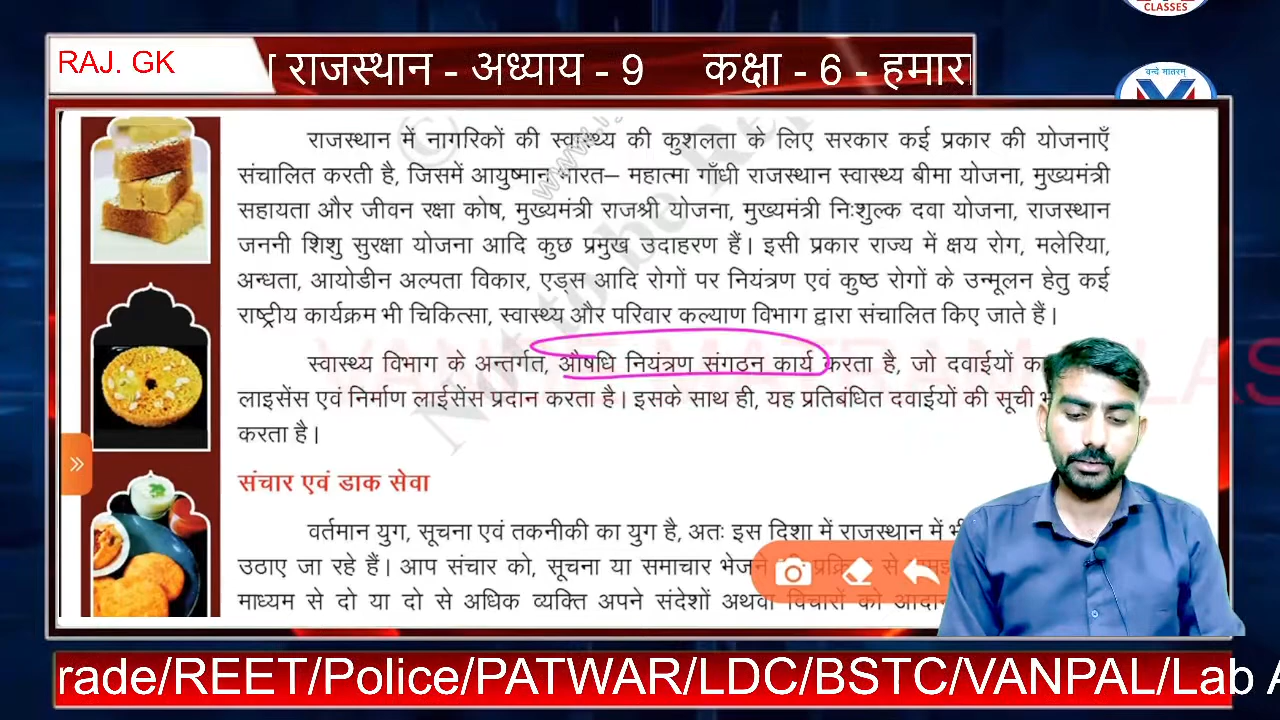 CLASSES
RAJ. GK
राजस्थान - अध्याय - 9 कक्षा - 6 - हमारा
वन्दे मातरम्
राजस्थान में नागरिकों की स्वास्थ्य की कुशलता के लिए सरकार कई प्रकार की योजनाएँ
संचालित करती है, जिसमें आयुष्मान भारत– महात्मा गाँधी राजस्थान स्वास्थ्य बीमा योजना, मुख्यमंत्री
सहायता और जीवन रक्षा कोष, मुख्यमंत्री राजश्री योजना, मुख्यमंत्री निःशुल्क दवा योजना, राजस्थान
जननी शिशु सुरक्षा योजना आदि कुछ प्रमुख उदाहरण हैं। इसी प्रकार राज्य में क्षय रोग, मलेरिया,
अन्धता, आयोडीन अल्पता विकार, एड्स आदि रोगों पर नियंत्रण एवं कुष्ठ रोगों के उन्मूलन हेतु कई
राष्ट्रीय कार्यक्रम भी चिकित्सा, स्वास्थ्य और परिवार कल्याण विभाग द्वारा संचालित किए जाते हैं।
स्वास्थ्य विभाग के अन्तर्गत, औषधि नियंत्रण संगठन कार्य करता है, जो दवाईयों का
लाइसेंस एवं निर्माण लाईसेंस प्रदान करता है। इसके साथ ही, यह प्रतिबंधित दवाईयों की सूची
करता है।
संचार एवं डाक सेवा
वर्तमान युग, सूचना एवं तकनीकी का युग है, अतः इस दिशा में राजस्थान में भी
उठाए जा रहे हैं। आप संचार को, सूचना या समाचार भेजने की प्रक्रिया से
माध्यम से दो या दो से अधिक व्यक्ति अपने संदेशों अथवा विचारों को
rade/REET/Police/PATWAR/LDC/BSTC/VANPAL/Lab A